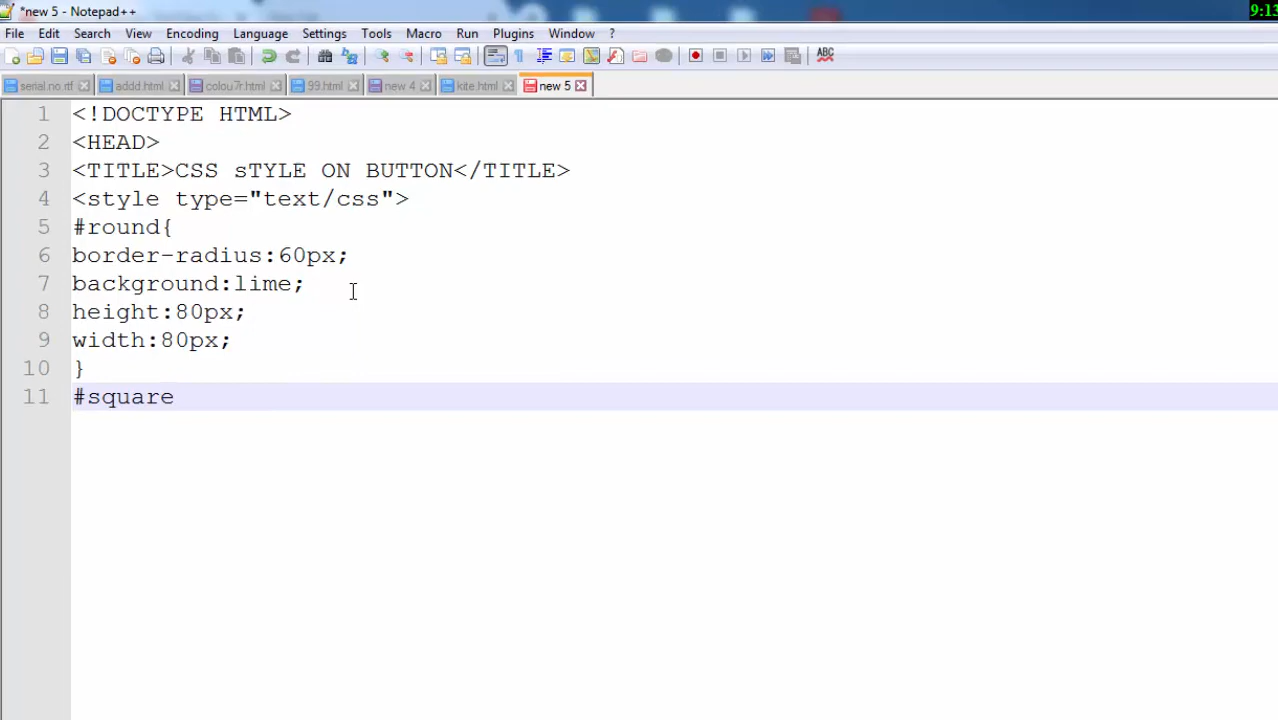 *new 5 - Notepad++
9:13
File Edit Search View Encoding Language Settings Tools Macro Run Plugins Window ?
ABC
serial.no.rtf addd.html colou7r.html 99.html new 4 kite.html new 5
1 <!DOCTYPE HTML>
2 <HEAD>
3 <TITLE>CSS sTYLE ON BUTTON</TITLE>
4 <style type="text/css">
5 #round{
6 border-radius:60px;
7 background:lime;
8 height:80px;
9 width:80px;
10 }
11 #square